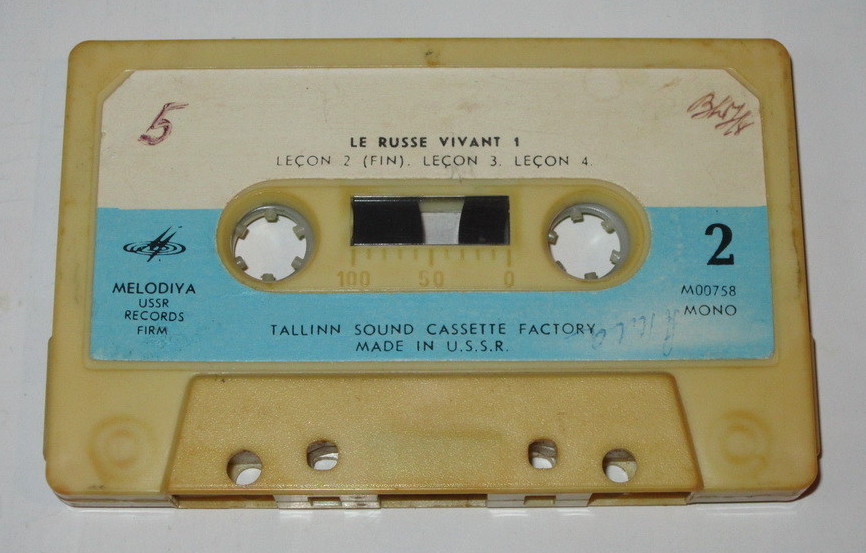 5
LE RUSSE VIVANT 1
LEÇON 2 (FIN). LEÇON 3. LEÇON 4.
2
MELODIYA
USSR
RECORDS
FIRM
M00758
MONO
100 50 0
TALLINN SOUND CASSETTE FACTORY
MADE IN U.S.S.R.